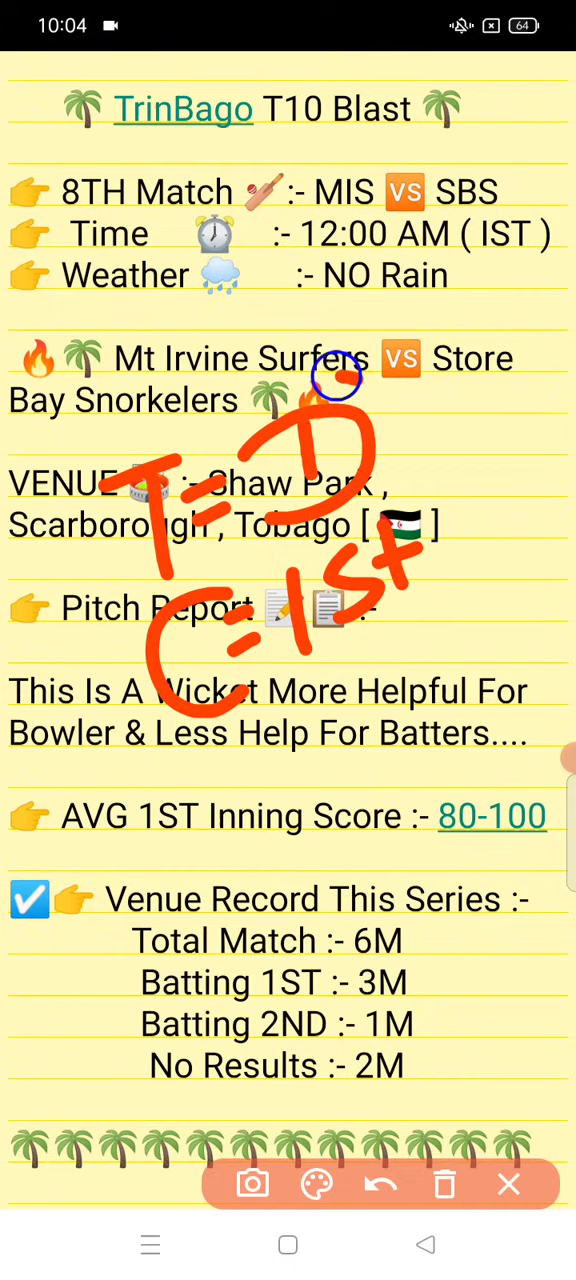 10:04
64
🌴 TrinBago T10 Blast 🌴
👉 8TH Match 🏏 :- MIS 🆚 SBS
👉 Time ⏰ :- 12:00 AM ( IST )
👉 Weather 🌧️ :- NO Rain
🔥🌴 Mt Irvine Surfers 🆚 Store
Bay Snorkelers 🌴🔥
T=D
VENUE 🏟️ :- Shaw Park ,
Scarborough , Tobago [ 🇪🇭 ]
C=1st
👉 Pitch Report 📝📋 :-
This Is A Wicket More Helpful For
Bowler & Less Help For Batters....
👉 AVG 1ST Inning Score :- 80-100
☑️👉 Venue Record This Series :-
Total Match :- 6M
Batting 1ST :- 3M
Batting 2ND :- 1M
No Results :- 2M
🌴🌴🌴🌴🌴🌴🌴🌴🌴🌴🌴🌴